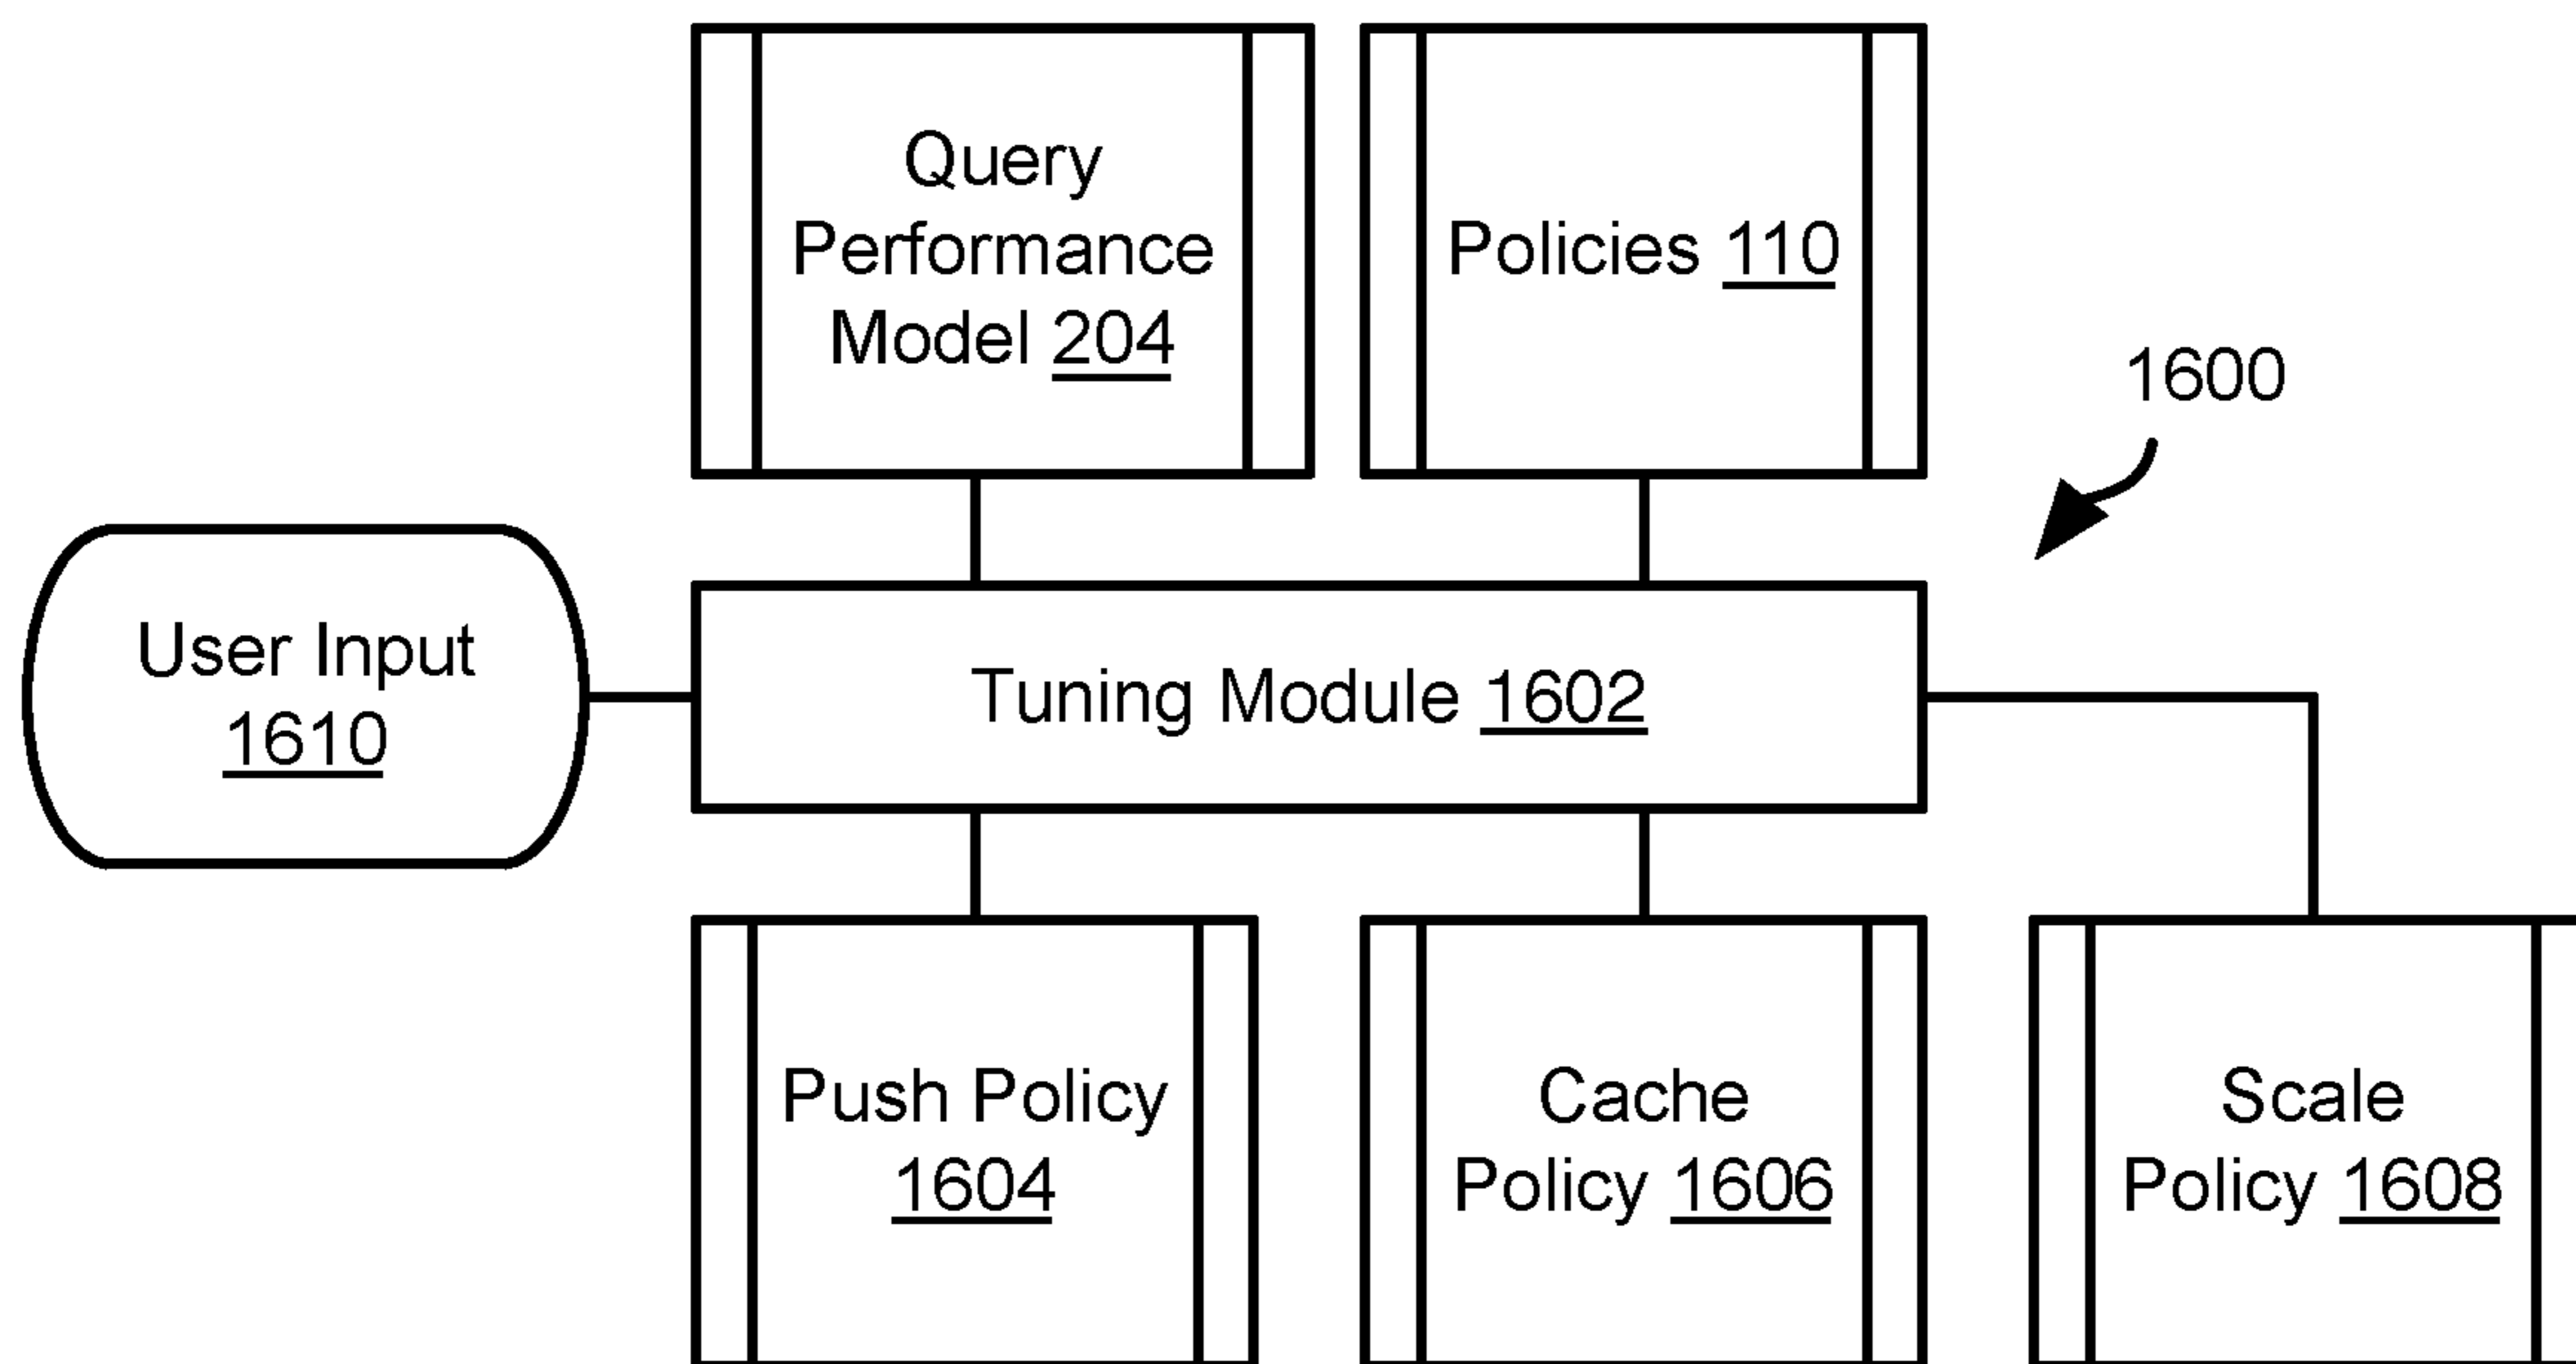 Query
Performance
Model 204
Policies 110
1600
User Input
1610
Tuning Module 1602
Push Policy
1604
Cache
Policy 1606
Scale
Policy 1608